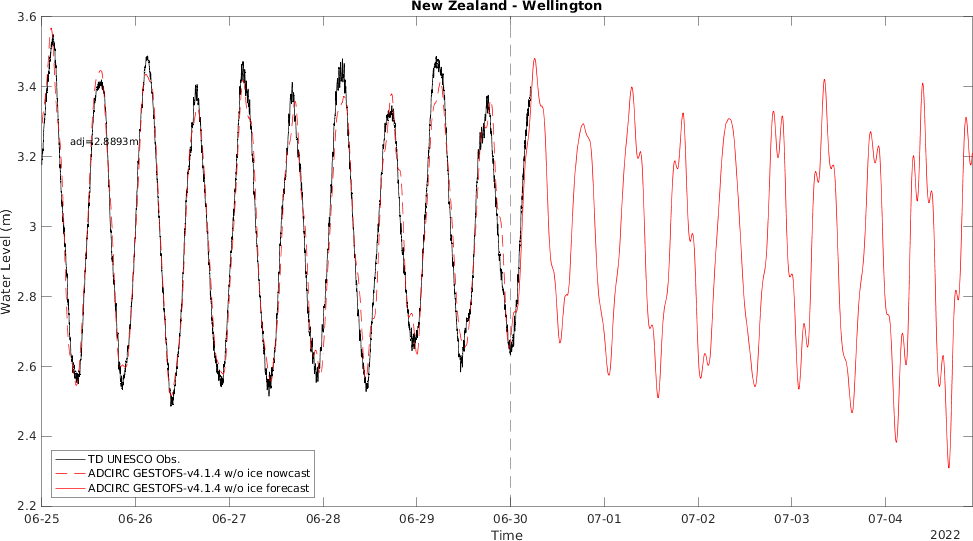 New Zealand - Wellington
3.6
3.4
3.2
3
2.8
2.6
2.4
2.2
Water Level (m)
adj=2.8893m
TD UNESCO Obs.
ADCIRC GESTOFS-v4.1.4 w/o ice nowcast
ADCIRC GESTOFS-v4.1.4 w/o ice forecast
06-25 06-26 06-27 06-28 06-29 06-30 07-01 07-02 07-03 07-04
Time
2022